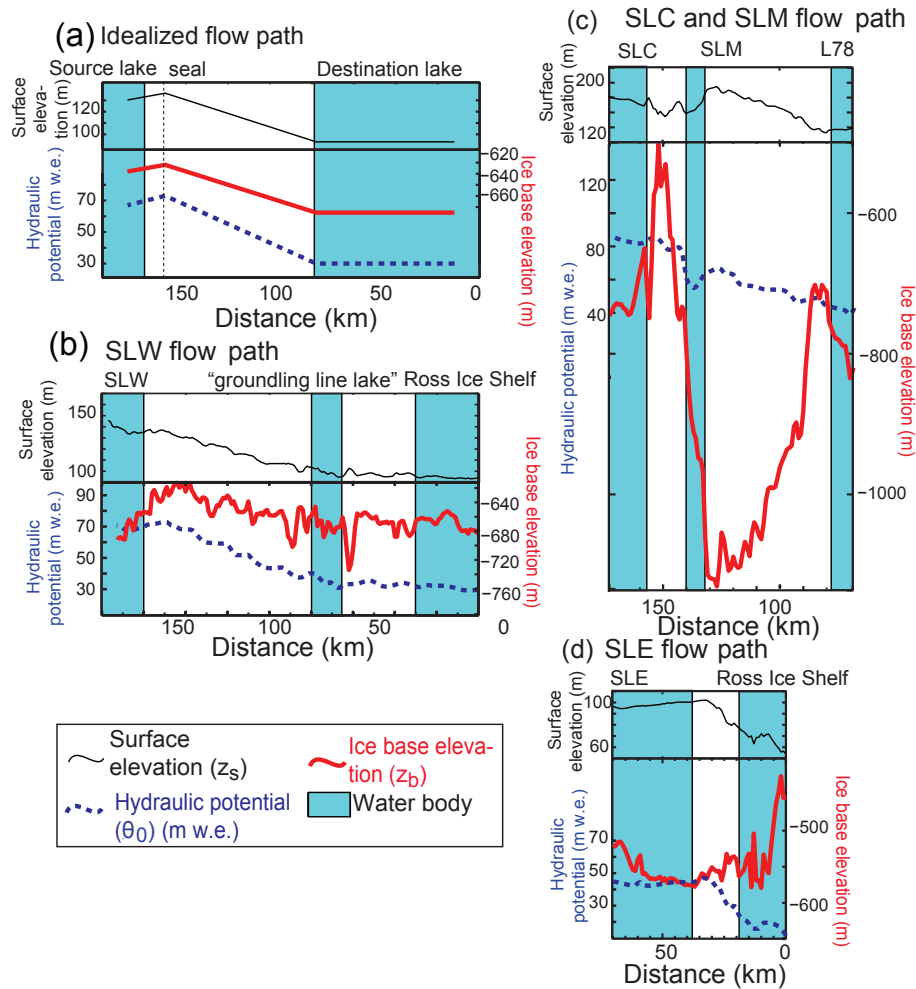 (a) Idealized flow path
Source lake seal Destination lake
Surface
eleva-
tion (m)
120
100
Hydraulic
potential (m w.e.)
70
50
30
−620
−640
−660
Ice base elevation (m)
150 100 50 0
Distance (km)
(b) SLW flow path
SLW "groundling line lake" Ross Ice Shelf
Surface
elevation (m)
140
100
Hydraulic
potential (m w.e.)
90
70
50
30
−640
−680
−720
−760
Ice base elevation (m)
150 100 50 0
Distance (km)
Surface
elevation (z_s)
Ice base eleva-
tion (z_b)
Hydraulic potential
(θ_0) (m w.e.)
Water body
(c) SLC and SLM flow path
SLC SLM L78
Surface
elevation (m)
200
120
Hydraulic potential (m w.e.)
120
80
40
−600
−800
−1000
Ice base elevation (m)
150 100
Distance (km)
(d) SLE flow path
SLE Ross Ice Shelf
Surface
elevation (m)
100
60
Hydraulic
potential (m w.e.)
70
50
30
−500
−600
Ice base elevation (m)
50 0
Distance (km)